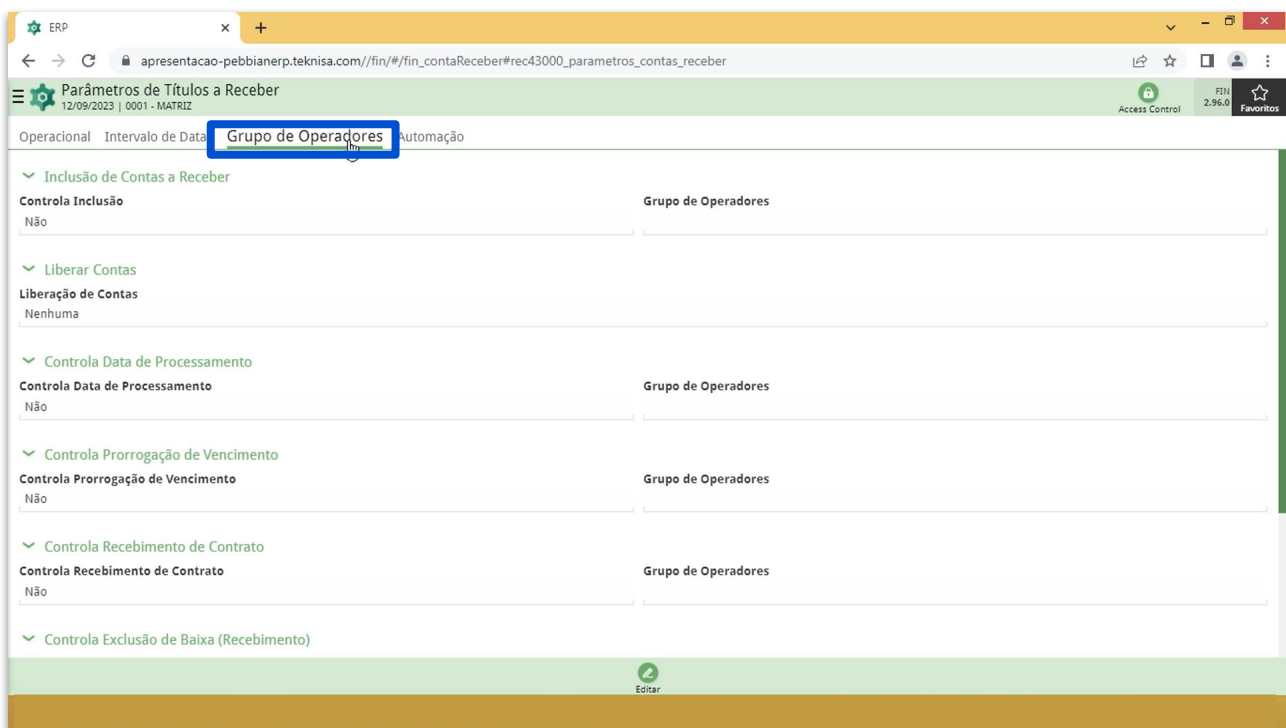 ERP
apresentacao-pebbianerp.teknisa.com//fin/#/fin_contaReceber#rec43000_parametros_contas_receber
Parâmetros de Títulos a Receber
12/09/2023 | 0001 - MATRIZ
Access Control
FIN
2.96.0
Favoritos
Operacional Intervalo de Data Grupo de Operadores Automação
Inclusão de Contas a Receber
Controla Inclusão Grupo de Operadores
Não
Liberar Contas
Liberação de Contas
Nenhuma
Controla Data de Processamento
Controla Data de Processamento Grupo de Operadores
Não
Controla Prorrogação de Vencimento
Controla Prorrogação de Vencimento Grupo de Operadores
Não
Controla Recebimento de Contrato
Controla Recebimento de Contrato Grupo de Operadores
Não
Controla Exclusão de Baixa (Recebimento)
Editar